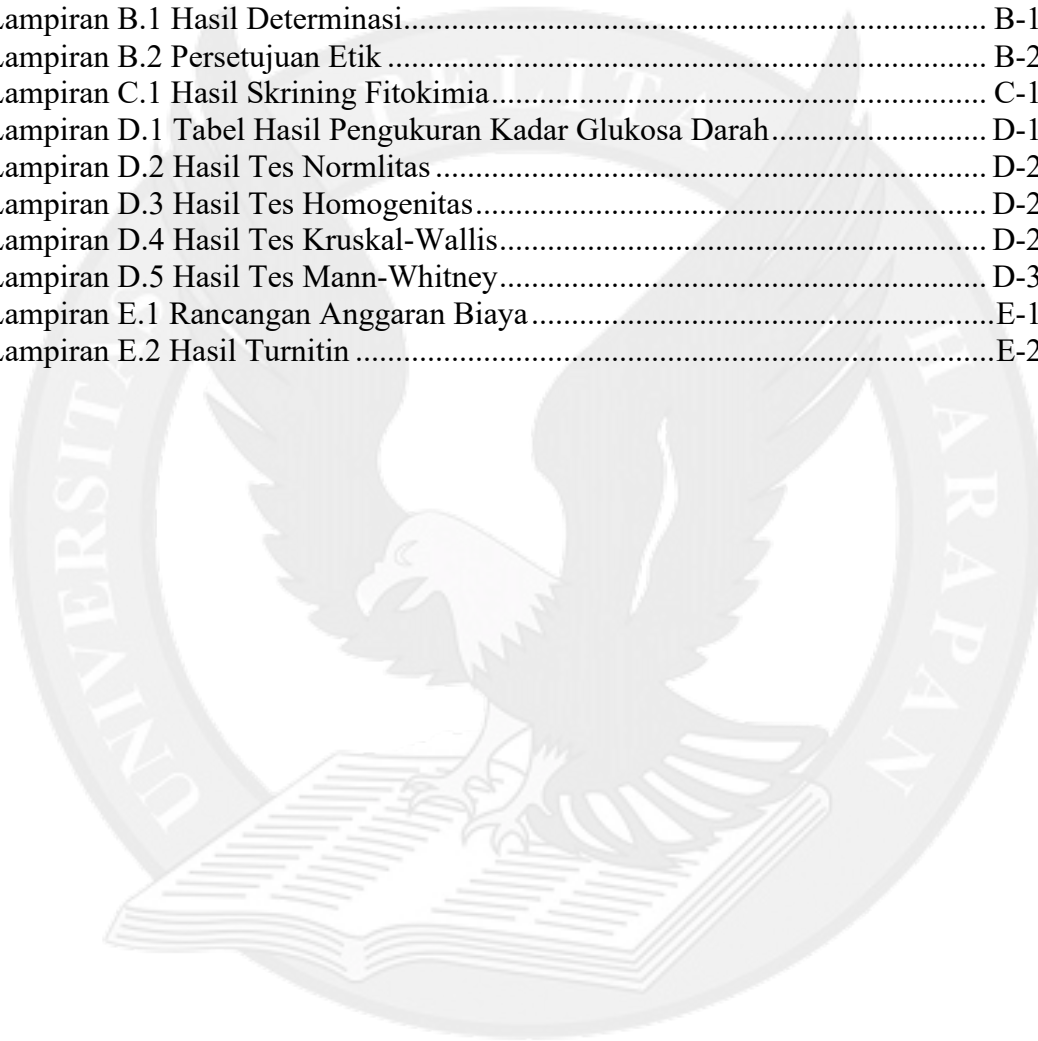 ampiran B.1 Hasil Determinasi....................................................................... B-1
ampiran B.2 Persetujuan Etik ......................................................................... B-2
ampiran C.1 Hasil Skrining Fitokimia............................................................. C-1
ampiran D.1 Tabel Hasil Pengukuran Kadar Glukosa Darah.......................... D-1
ampiran D.2 Hasil Tes Normlitas ................................................................... D-2
ampiran D.3 Hasil Tes Homogenitas............................................................... D-2
ampiran D.4 Hasil Tes Kruskal-Wallis............................................................ D-2
ampiran D.5 Hasil Tes Mann-Whitney............................................................ D-3
ampiran E.1 Rancangan Anggaran Biaya ........................................................E-1
ampiran E.2 Hasil Turnitin .............................................................................E-2
UNIVERSITAS PELITA HARAPAN